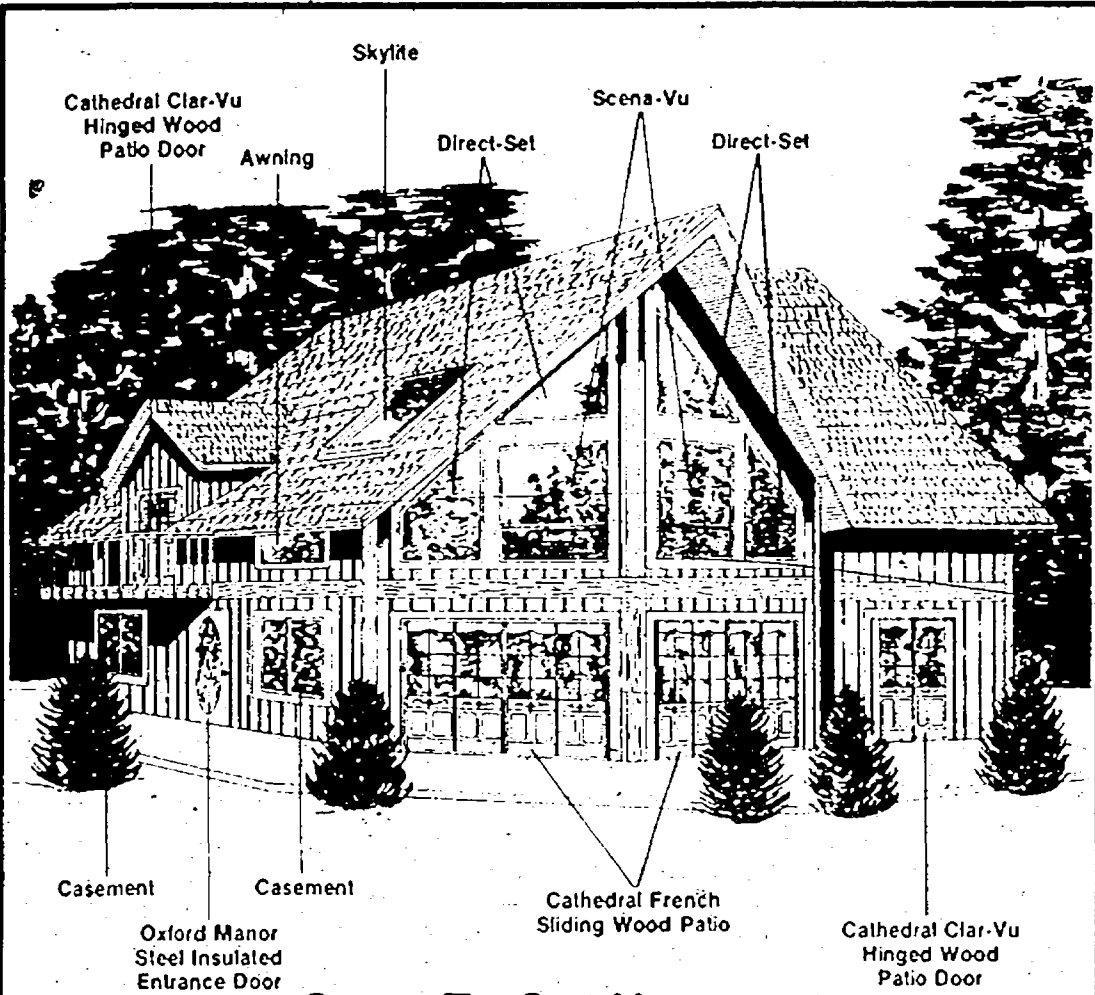 Skylite
Cathedral Clar-Vu
Hinged Wood
Patio Door
Awning
Direct-Set
Scena-Vu
Direct-Set
Casement
Oxford Manor
Steel Insulated
Entrance Door
Casement
Cathedral French
Sliding Wood Patio
Cathedral Clar-Vu
Hinged Wood
Patio Door